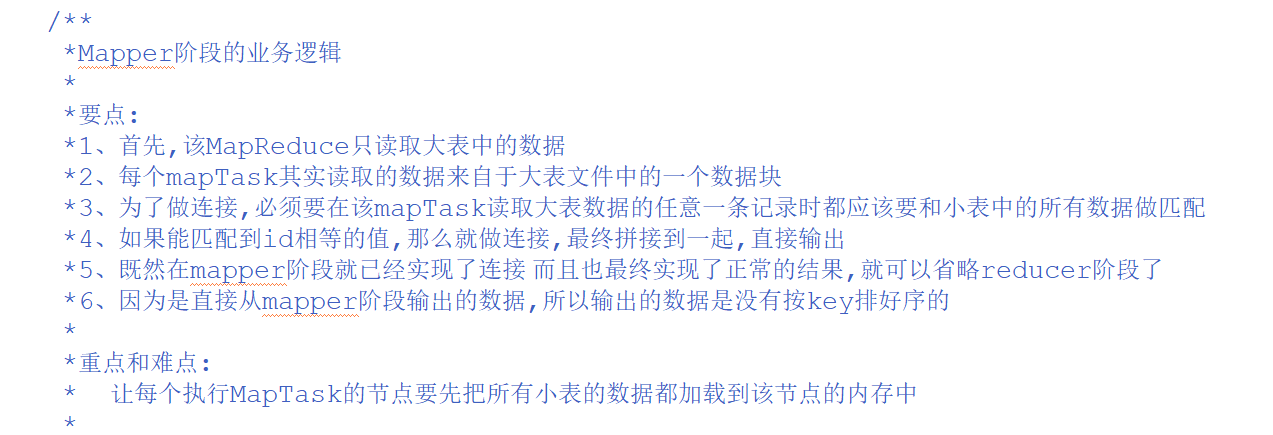 /**
*Mapper阶段的业务逻辑
*
*要点:
*1、首先,该MapReduce只读取大表中的数据
*2、每个mapTask其实读取的数据来自于大表文件中的一个数据块
*3、为了做连接,必须要在该mapTask读取大表数据的任意一条记录时都应该要和小表中的所有数据做匹配
*4、如果能匹配到id相等的值,那么就做连接,最终拼接到一起,直接输出
*5、既然在mapper阶段就已经实现了连接 而且也最终实现了正常的结果,就可以省略reducer阶段了
*6、因为是直接从mapper阶段输出的数据,所以输出的数据是没有按key排好序的
*
*重点和难点:
* 让每个执行MapTask的节点要先把所有小表的数据都加载到该节点的内存中
*